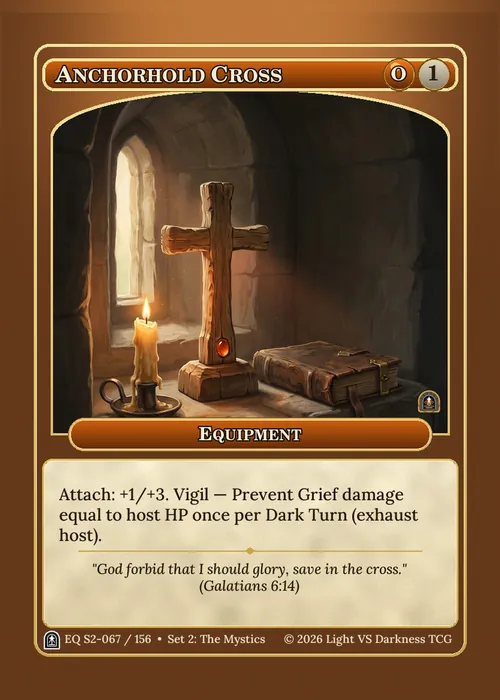 Anchorhold Cross O 1
Equipment
Attach: +1/+3. Vigil — Prevent Grief damage
equal to host HP once per Dark Turn (exhaust
host).
"God forbid that I should glory, save in the cross."
(Galatians 6:14)
EQ S2-067 / 156 • Set 2: The Mystics © 2026 Light VS Darkness TCG